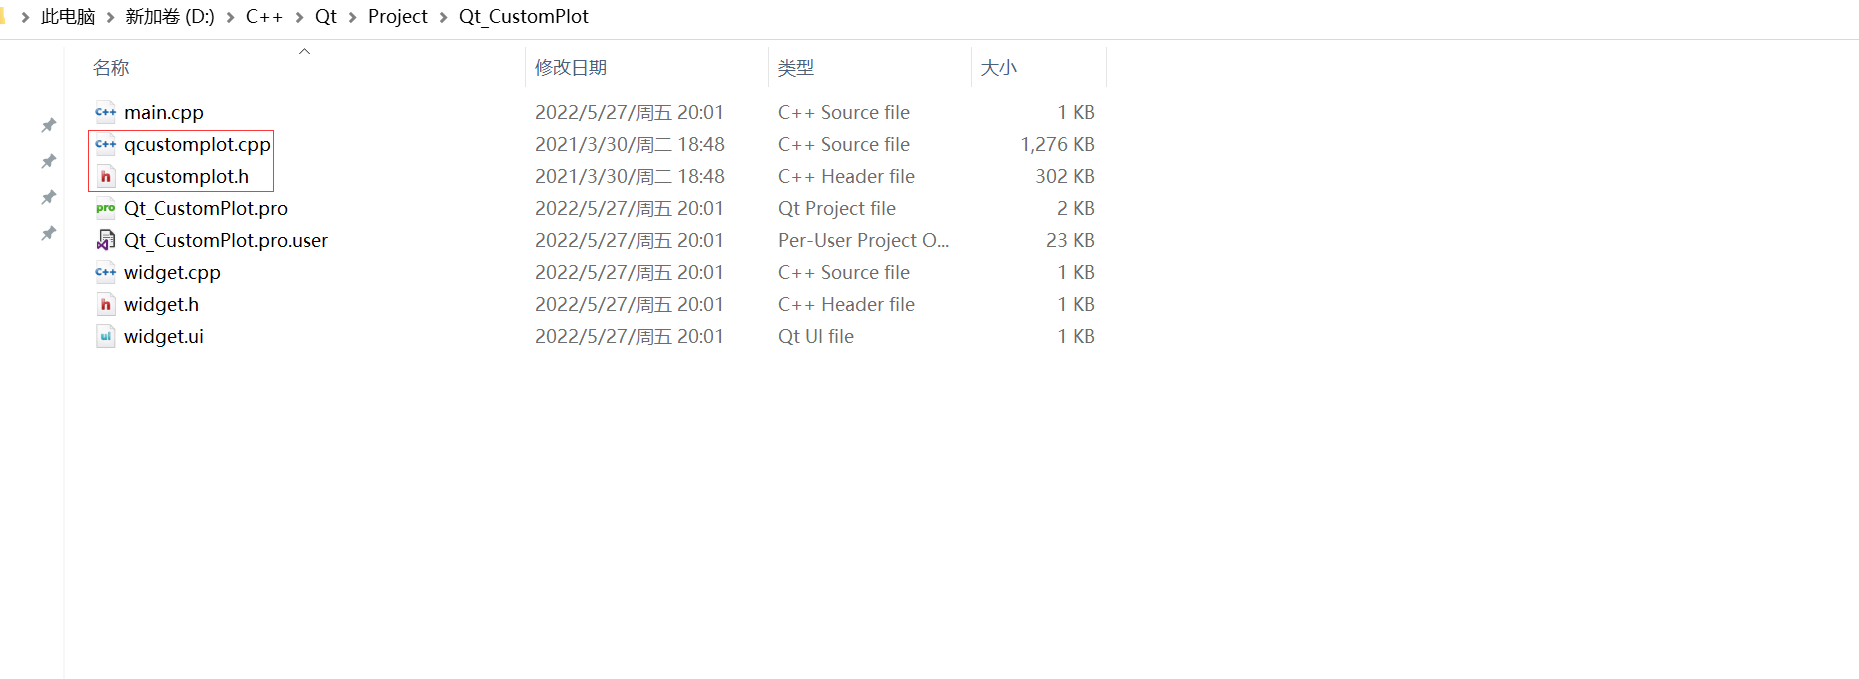 此电脑 > 新加卷 (D:) > C++ > Qt > Project > Qt_CustomPlot
名称 修改日期 类型 大小
main.cpp 2022/5/27/周五 20:01 C++ Source file 1 KB
qcustomplot.cpp 2021/3/30/周二 18:48 C++ Source file 1,276 KB
qcustomplot.h 2021/3/30/周二 18:48 C++ Header file 302 KB
Qt_CustomPlot.pro 2022/5/27/周五 20:01 Qt Project file 2 KB
Qt_CustomPlot.pro.user 2022/5/27/周五 20:01 Per-User Project O... 23 KB
widget.cpp 2022/5/27/周五 20:01 C++ Source file 1 KB
widget.h 2022/5/27/周五 20:01 C++ Header file 1 KB
widget.ui 2022/5/27/周五 20:01 Qt UI file 1 KB